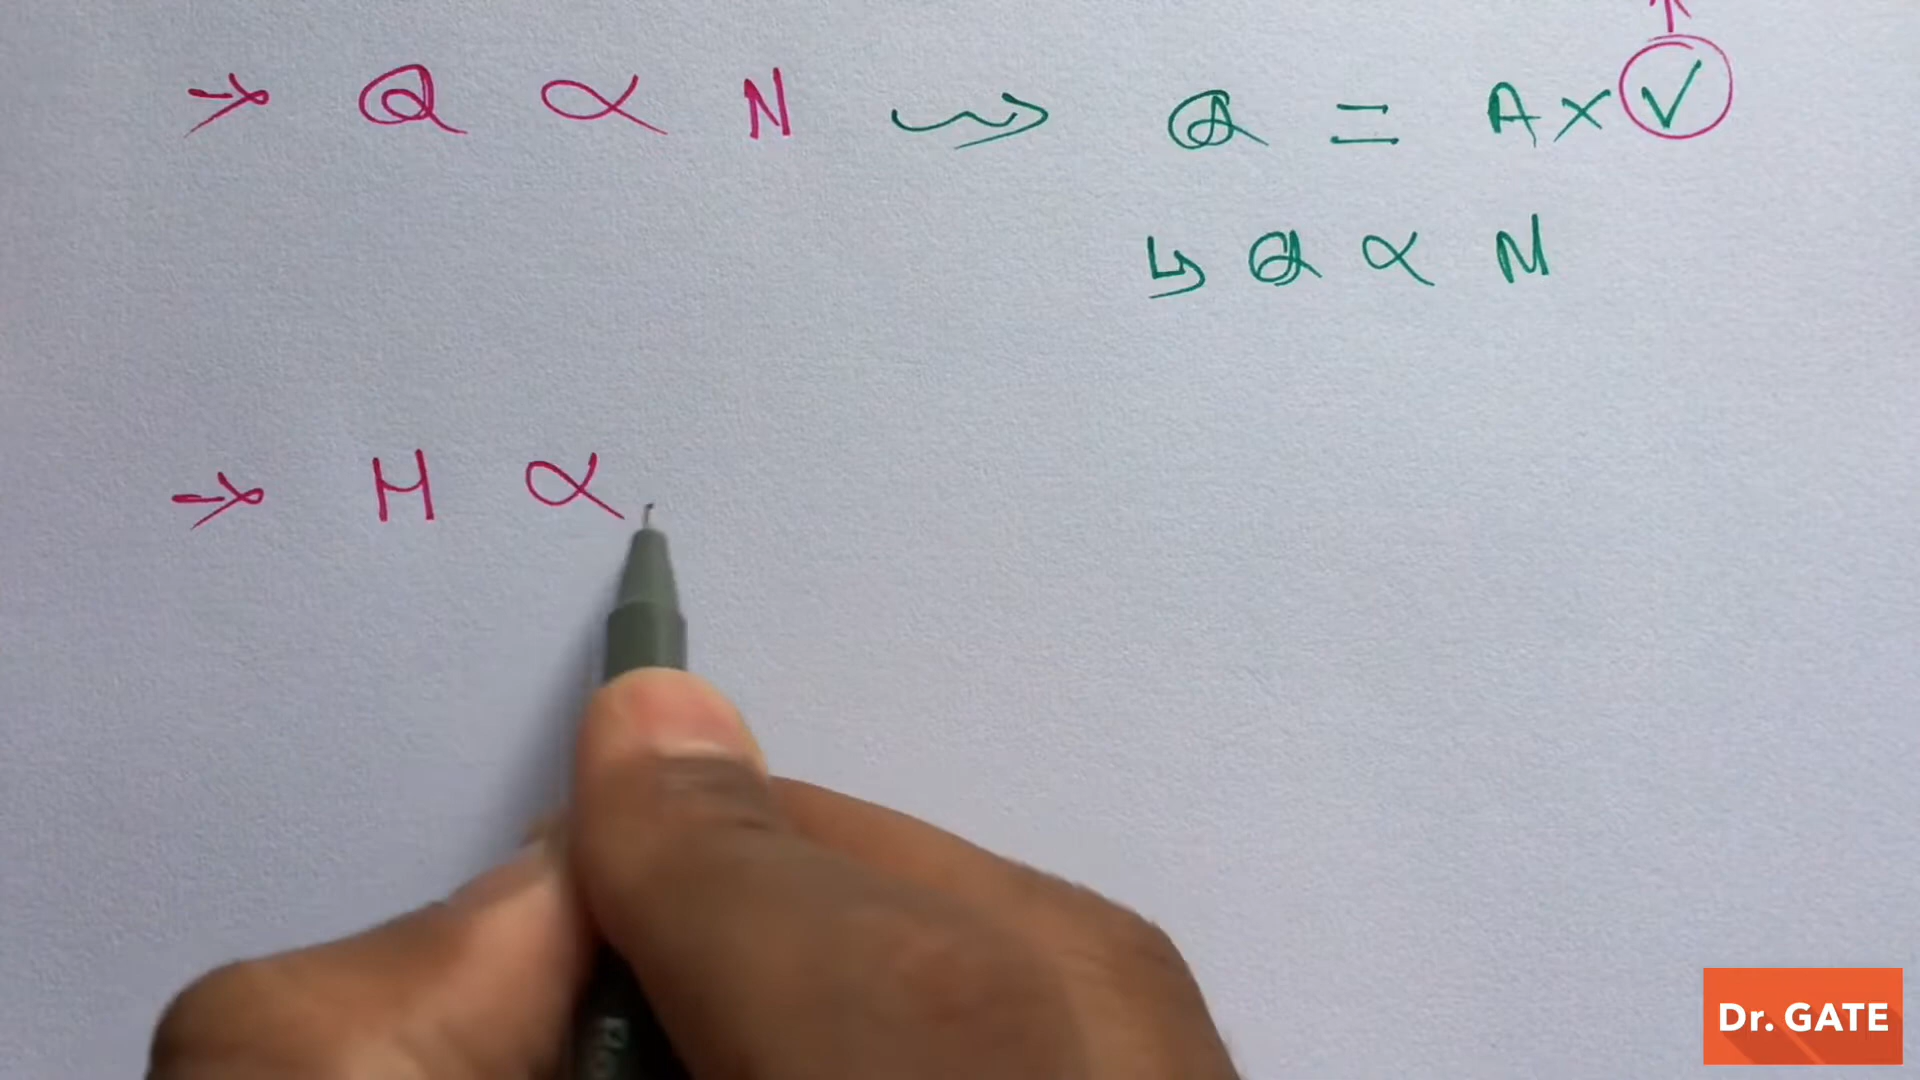 → Q ∝ N ⇝ Q = A × V
↳ Q ∝ N
→ H ∝
Dr. GATE